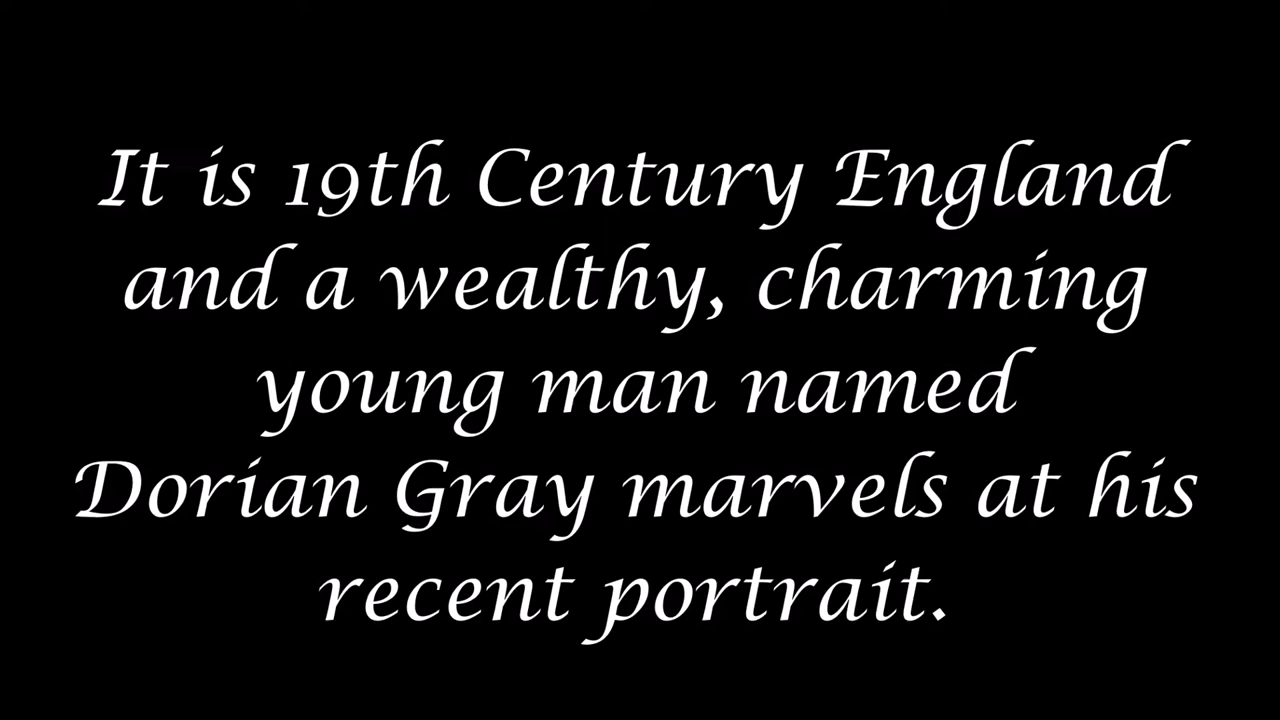 It is 19th Century England
and a wealthy, charming
young man named
Dorian Gray marvels at his
recent portrait.